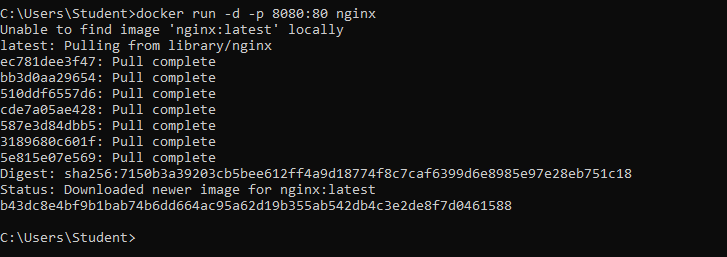 C:\Users\Student>docker run -d -p 8080:80 nginx
Unable to find image 'nginx:latest' locally
latest: Pulling from library/nginx
ec781dee3f47: Pull complete
bb3d0aa29654: Pull complete
510ddf6557d6: Pull complete
cde7a05ae428: Pull complete
587e3d84dbb5: Pull complete
3189680c601f: Pull complete
5e815e07e569: Pull complete
Digest: sha256:7150b3a39203cb5bee612ff4a9d18774f8c7caf6399d6e8985e97e28eb751c18
Status: Downloaded newer image for nginx:latest
b43dc8e4bf9b1bab74b6dd664ac95a62d19b355ab542db4c3e2de8f7d0461588
C:\Users\Student>